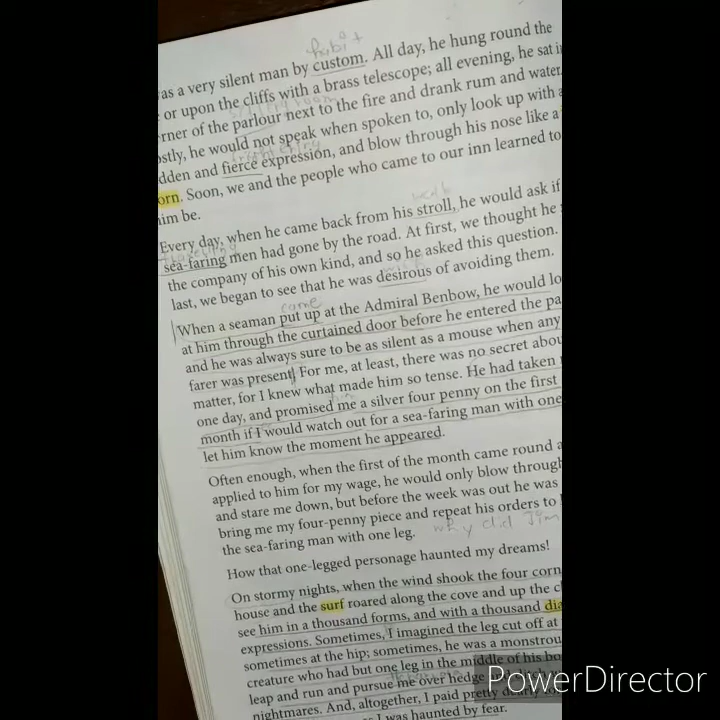 habit
as a very silent man by custom. All day, he hung round the
or upon the cliffs with a brass telescope; all evening, he sat
rner of the parlour next to the fire and drank rum and water.
ostly, he would not speak when spoken to, only look up with a
dden and fierce expression, and blow through his nose like a
orn. Soon, we and the people who came to our inn learned to
im be.
walk
Every day, when he came back from his stroll, he would ask if
sea-faring men had gone by the road. At first, we thought he
the company of his own kind, and so he asked this question.
last, we began to see that he was desirous of avoiding them.
came
When a seaman put up at the Admiral Benbow, he would lo
at him through the curtained door before he entered the pa
and he was always sure to be as silent as a mouse when any
farer was present. For me, at least, there was no secret abou
matter, for I knew what made him so tense. He had taken
him
one day, and promised me a silver four penny on the first
month if I would watch out for a sea-faring man with one
let him know the moment he appeared.
Often enough, when the first of the month came round a
applied to him for my wage, he would only blow through
and stare me down, but before the week was out he was
bring me my four-penny piece and repeat his orders to
the sea-faring man with one leg.
why did Jim
How that one-legged personage haunted my dreams!
On stormy nights, when the wind shook the four corn
house and the surf roared along the cove and up the c
see him in a thousand forms, and with a thousand dia
expressions. Sometimes, I imagined the leg cut off at
sometimes at the hip; sometimes, he was a monstrou
creature who had but one leg in the middle of his bo
leap and run and pursue me over hedge
nightmares. And, altogether, I paid pretty
I was haunted by fear.
PowerDirector